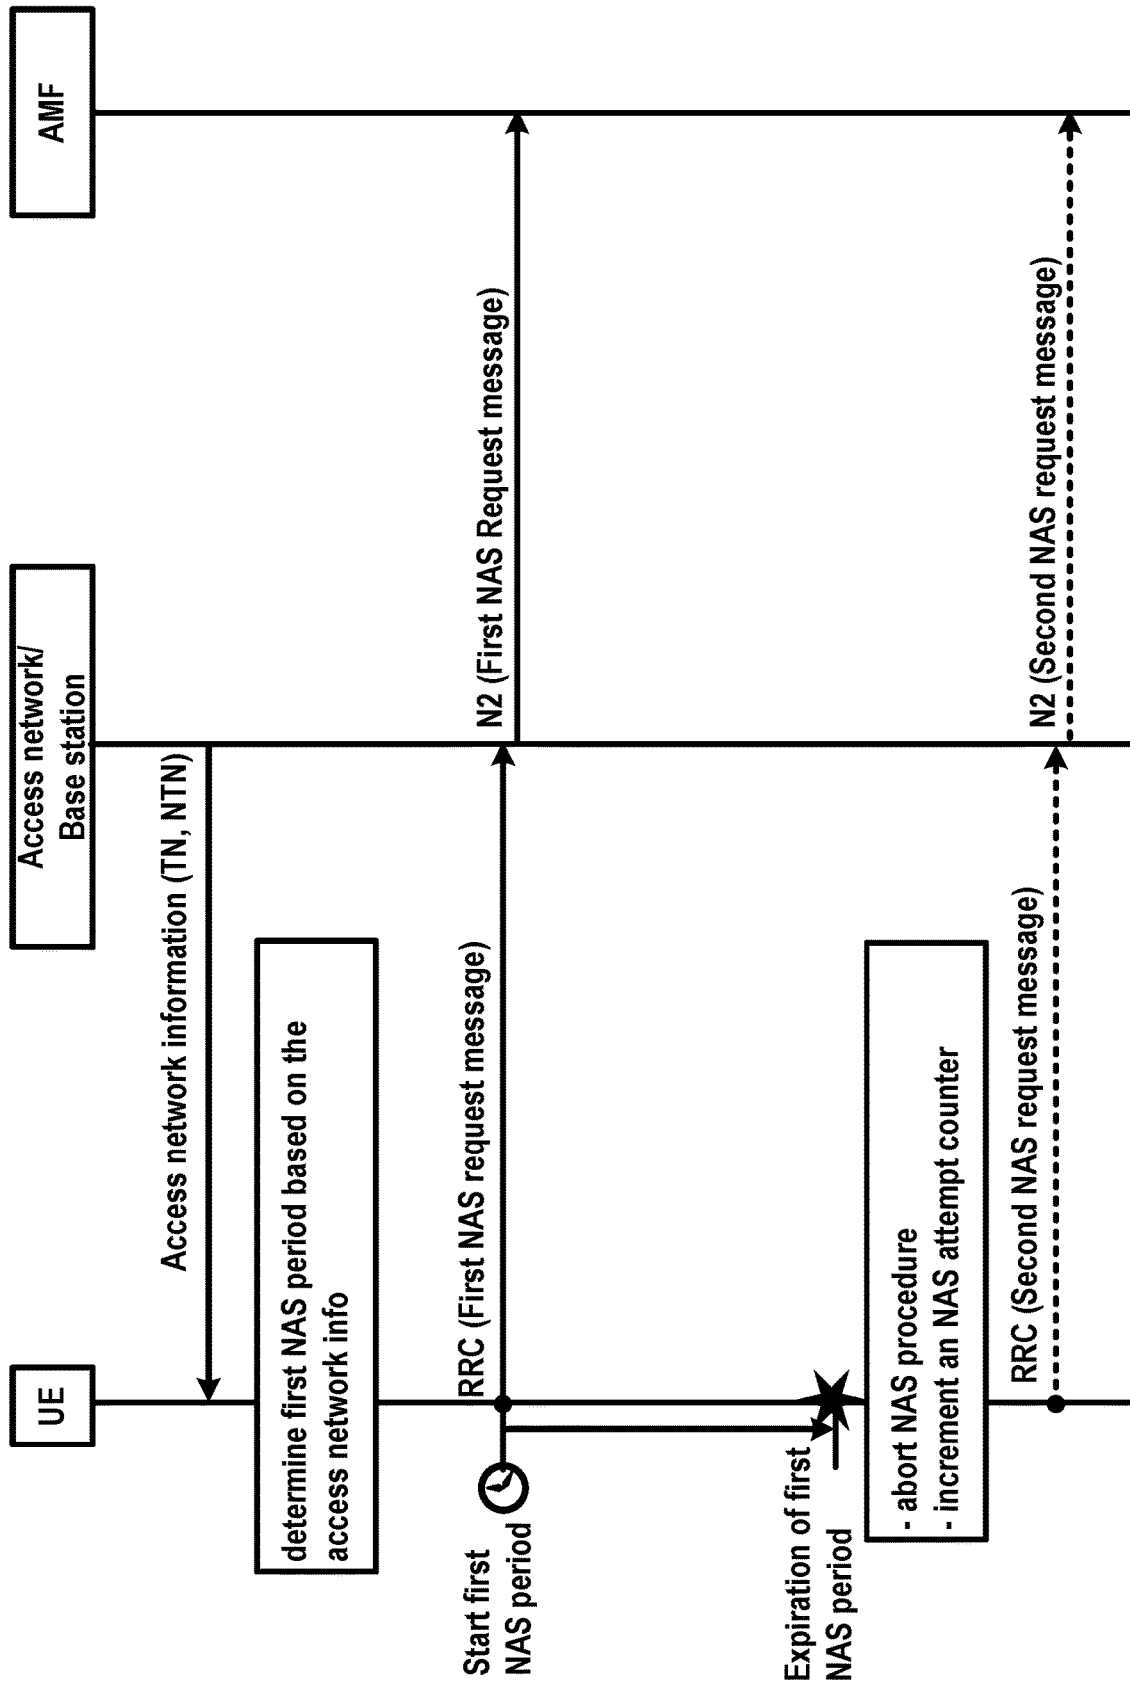 UE
Access network/
Base station
AMF
Access network information (TN, NTN)
determine first NAS period based on the
access network info
Start first
NAS period
RRC (First NAS request message)
N2 (First NAS Request message)
Expiration of first
NAS period
- abort NAS procedure
- increment an NAS attempt counter
RRC (Second NAS request message)
N2 (Second NAS request message)